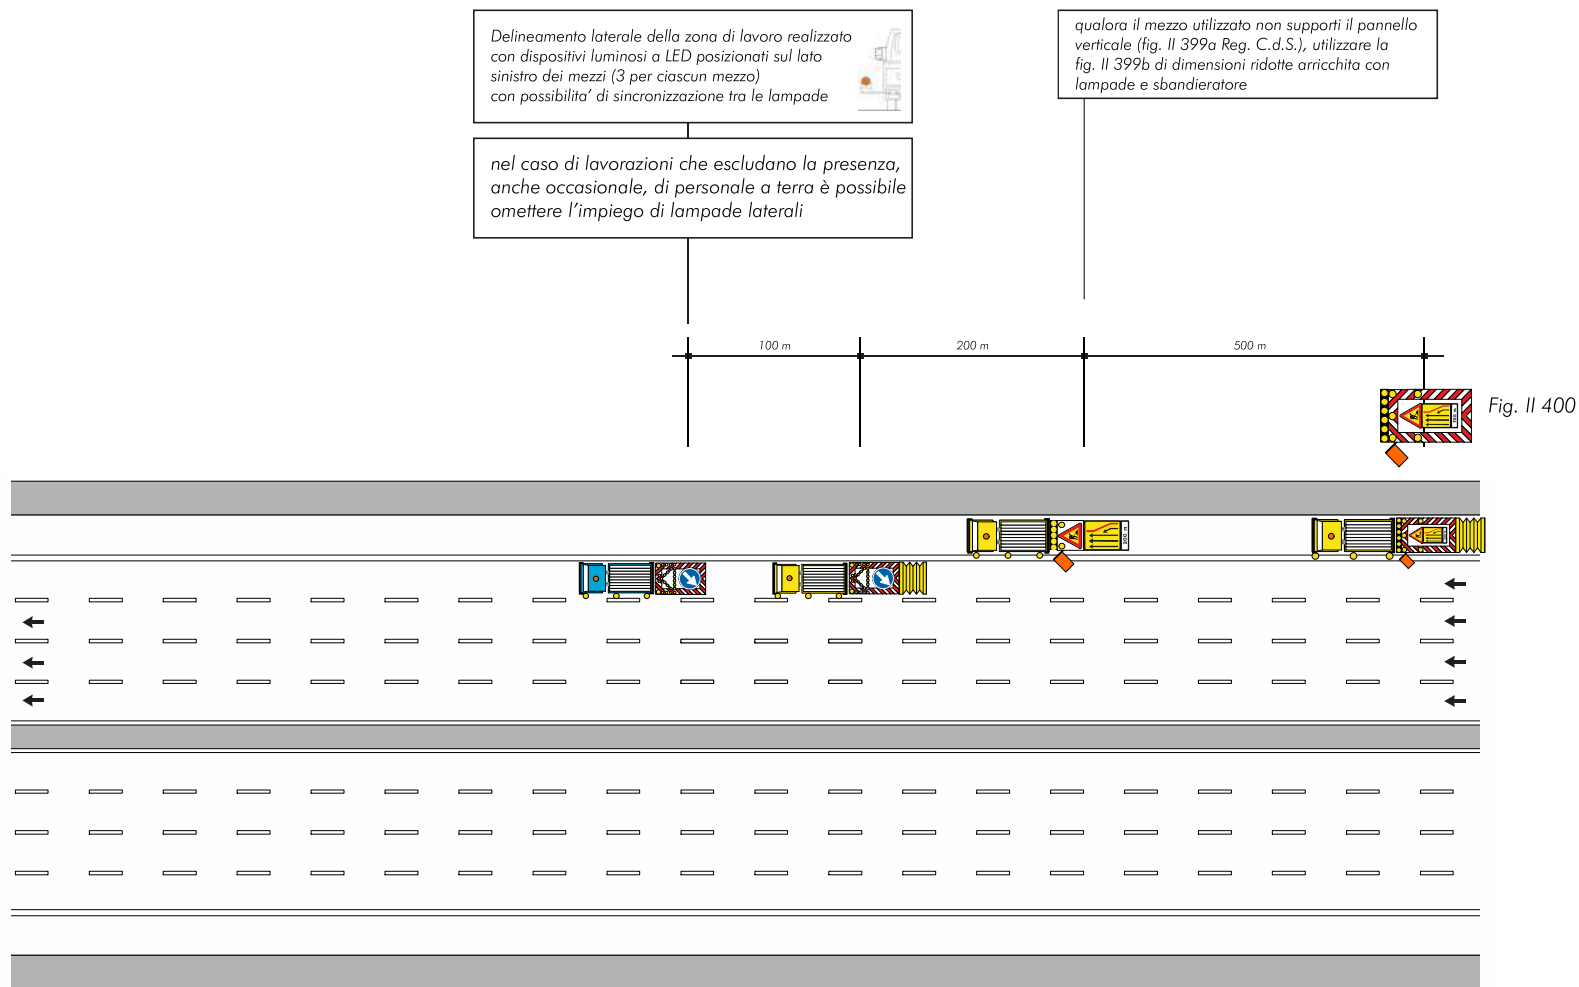 Delineamento laterale della zona di lavoro realizzato
con dispositivi luminosi a LED posizionati sul lato
sinistro dei mezzi (3 per ciascun mezzo)
con possibilita’ di sincronizzazione tra le lampade
qualora il mezzo utilizzato non supporti il pannello
verticale (fig. II 399a Reg. C.d.S.), utilizzare la
fig. II 399b di dimensioni ridotte arricchita con
lampade e sbandieratore
nel caso di lavorazioni che escludano la presenza,
anche occasionale, di personale a terra è possibile
omettere l’impiego di lampade laterali
100 m
200 m
500 m
Fig. II 400
200 m